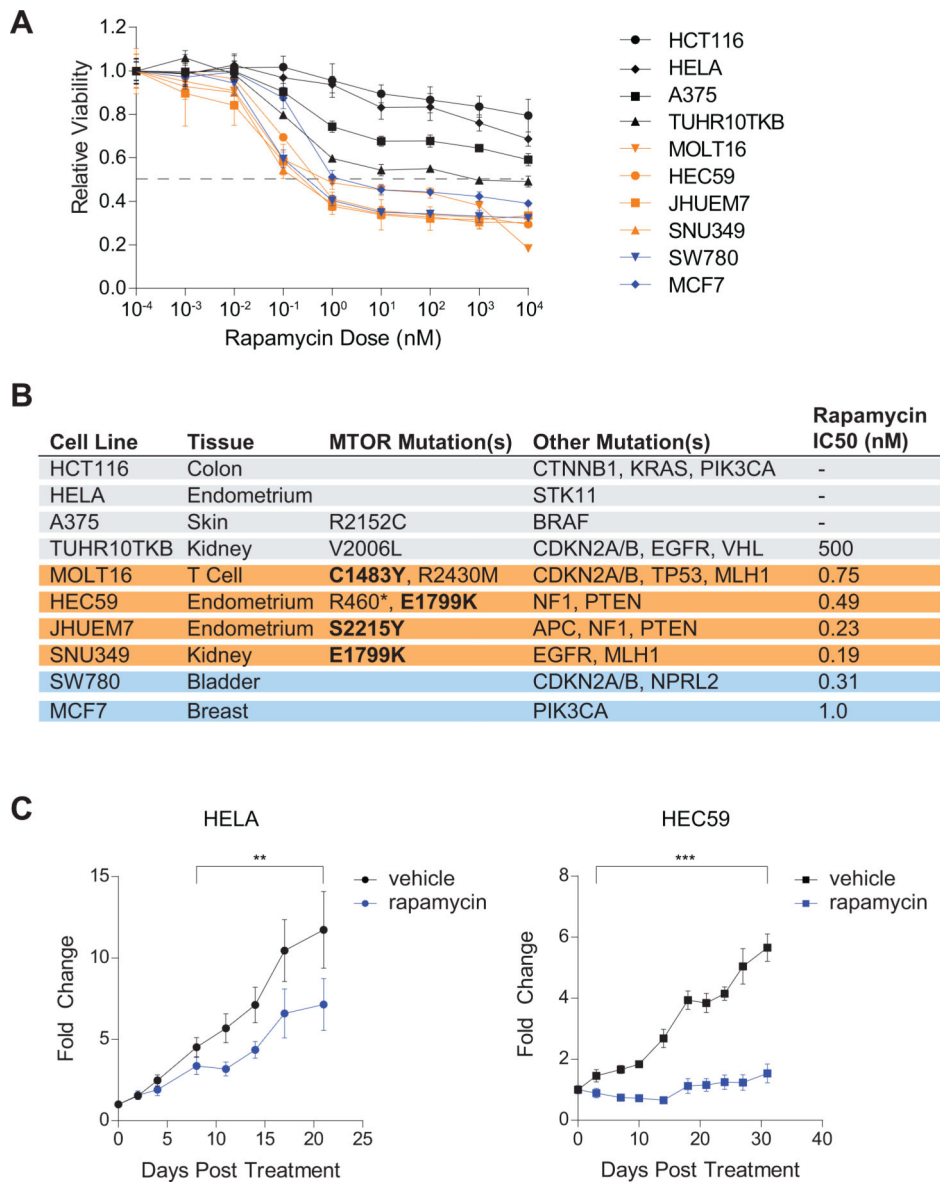 A
Relative Viability
1.2
1.0
0.8
0.6
0.4
0.2
0.0
10⁻⁴ 10⁻³ 10⁻² 10⁻¹ 10⁰ 10¹ 10² 10³ 10⁴
Rapamycin Dose (nM)
HCT116
HELA
A375
TUHR10TKB
MOLT16
HEC59
JHUEM7
SNU349
SW780
MCF7
B
Cell Line Tissue MTOR Mutation(s) Other Mutation(s) Rapamycin IC50 (nM)
HCT116 Colon CTNNB1, KRAS, PIK3CA -
HELA Endometrium STK11 -
A375 Skin R2152C BRAF -
TUHR10TKB Kidney V2006L CDKN2A/B, EGFR, VHL 500
MOLT16 T Cell C1483Y, R2430M CDKN2A/B, TP53, MLH1 0.75
HEC59 Endometrium R460*, E1799K NF1, PTEN 0.49
JHUEM7 Endometrium S2215Y APC, NF1, PTEN 0.23
SNU349 Kidney E1799K EGFR, MLH1 0.19
SW780 Bladder CDKN2A/B, NPRL2 0.31
MCF7 Breast PIK3CA 1.0
C
HELA
**
vehicle
rapamycin
Fold Change
15
10
5
0
0 5 10 15 20 25
Days Post Treatment
HEC59
***
vehicle
rapamycin
Fold Change
8
6
4
2
0
0 10 20 30 40
Days Post Treatment